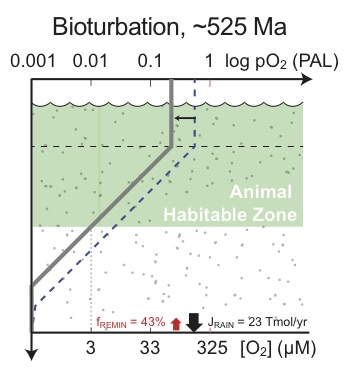 Bioturbation, ~525 Ma
0.001 0.01 0.1 1 log pO₂ (PAL)
Animal
Habitable Zone
fREMIN = 43% JRAIN = 23 Tmol/yr
3 33 325 [O₂] (µM)